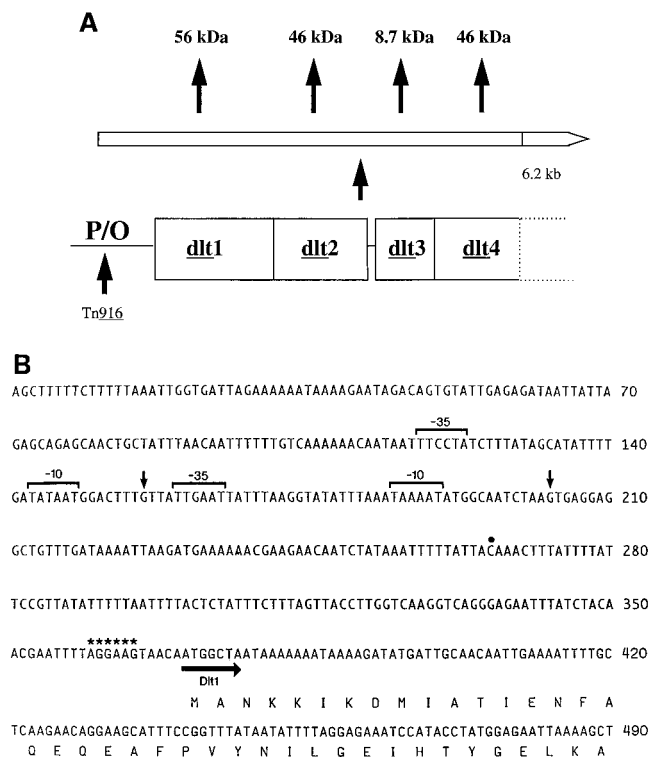 A
56 kDa 46 kDa 8.7 kDa 46 kDa
6.2 kb
P/O dlt1 dlt2 dlt3 dlt4
Tn916
B
AGCTTTTTCTTTTTAAATTGGTGATTAGAAAAAATAAAAGAATAGACAGTGTATTGAGAGATAATTATTA 70
-35
GAGCAGAGCAACTGCTATTTAACAATTTTTTGTCAAAAAACAATAATTTCCTATCTTTATAGCATATTTT 140
-10 -35 -10
GATATAATGGACTTTGTTATTGAATTATTTAAGGTATATTTAAATAAAATATGGCAATCTAAGTGAGGAG 210
GCTGTTTGATAAAATTAAGATGAAAAAACGAAGAACAATCTATAAATTTTTATTACAAACTTTATTTTAT 280
TCCGTTATATTTTTAATTTTACTCTATTTCTTTAGTTACCTTGGTCAAGGTCAGGGAGAATTTATCTACA 350
******
ACGAATTTTAGGAAGTAACAATGGCTAATAAAAAAATAAAAGATATGATTGCAACAATTGAAAATTTTGC 420
Dlt1
M A N K K I K D M I A T I E N F A
TCAAGAACAGGAAGCATTTCCGGTTTATAATATTTTAGGAGAAATCCATACCTATGGAGAATTAAAAGCT 490
Q E Q E A F P V Y N I L G E I H T Y G E L K A